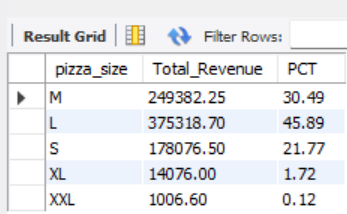 Result Grid Filter Rows:
pizza_size Total_Revenue PCT
M 249382.25 30.49
L 375318.70 45.89
S 178076.50 21.77
XL 14076.00 1.72
XXL 1006.60 0.12